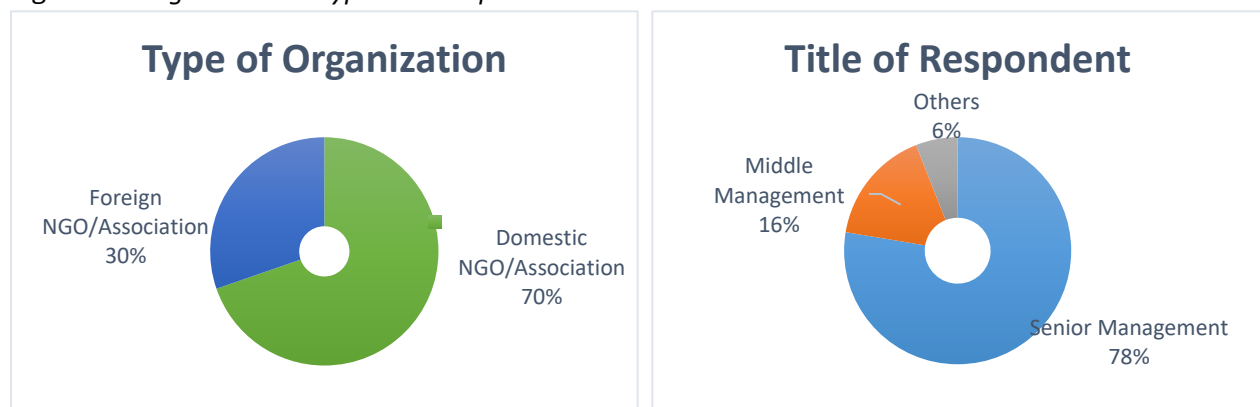 Type of Organization
Foreign
NGO/Association
30%
Domestic
NGO/Association
70%
Title of Respondent
Others
6%
Middle
Management
16%
Senior Management
78%